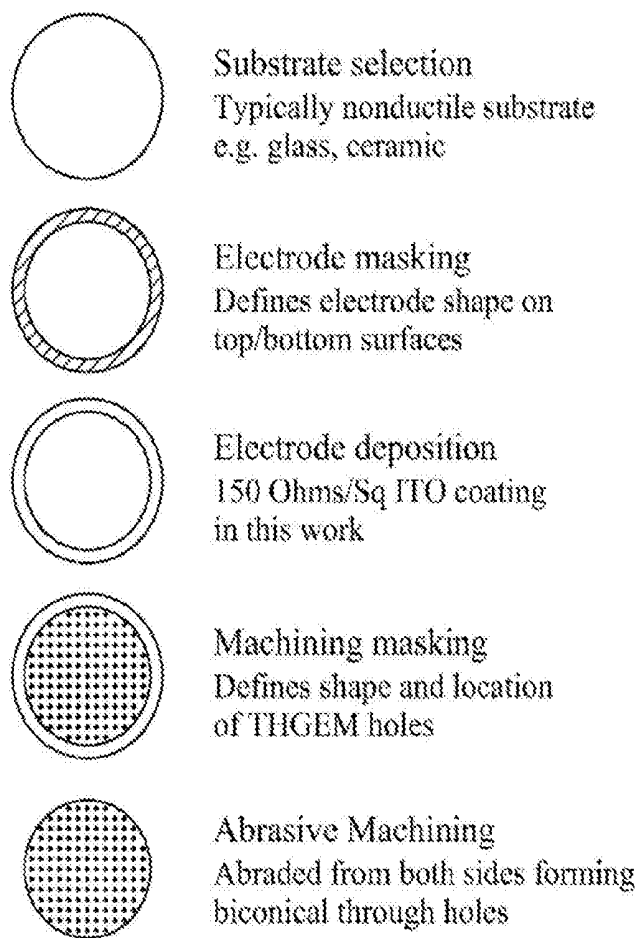 Substrate selection
Typically nonductile substrate
e.g. glass, ceramic
Electrode masking
Defines electrode shape on
top/bottom surfaces
Electrode deposition
150 Ohms/Sq ITO coating
in this work
Machining masking
Defines shape and location
of THGEM holes
Abrasive Machining
Abraded from both sides forming
biconical through holes